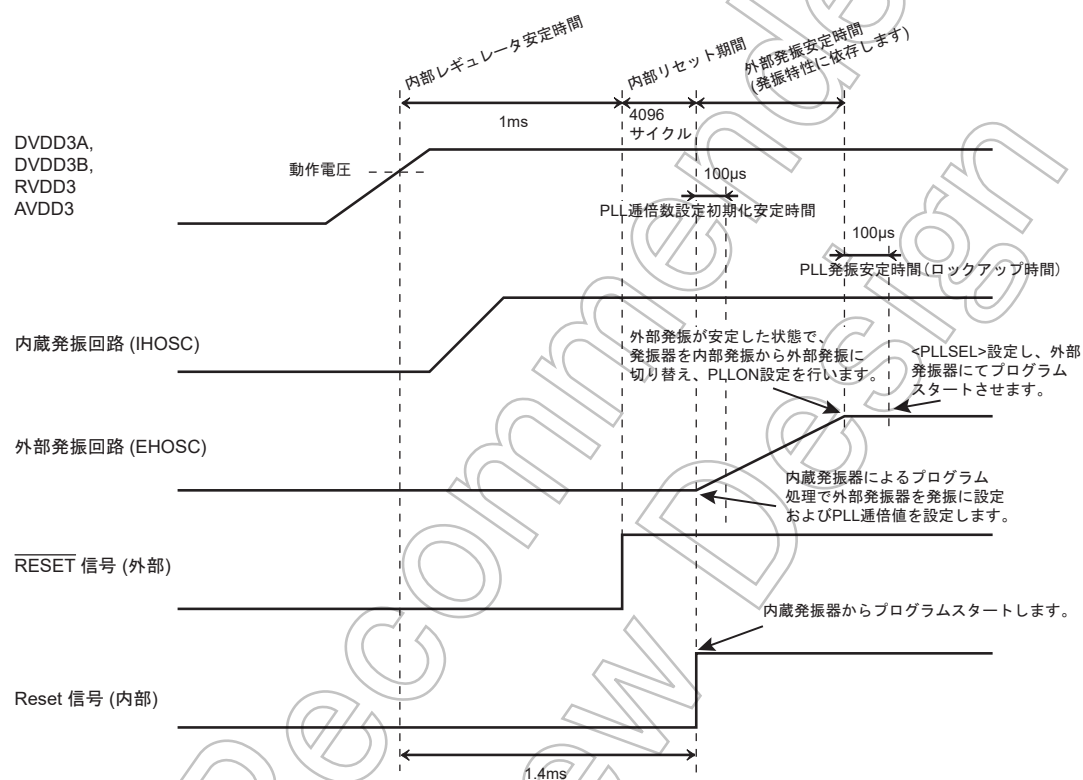 内部レギュレータ安定時間
内部リセット期間
外部発振安定時間
(発振特性に依存します)
1ms
4096
サイクル
DVDD3A,
DVDD3B,
RVDD3
AVDD3
動作電圧
100μs
PLL逓倍数設定初期化安定時間
100μs
PLL発振安定時間(ロックアップ時間)
内蔵発振回路 (IHOSC)
外部発振が安定した状態で、
発振器を内部発振から外部発振に
切り替え、PLLON設定を行います。
<PLLSEL>設定し、外部
発振器にてプログラム
スタートさせます。
外部発振回路 (EHOSC)
内蔵発振器によるプログラム
処理で外部発振器を発振に設定
およびPLL逓倍値を設定します。
RESET 信号 (外部)
内蔵発振器からプログラムスタートします。
Reset 信号 (内部)
1.4ms
Recommende
ew Design